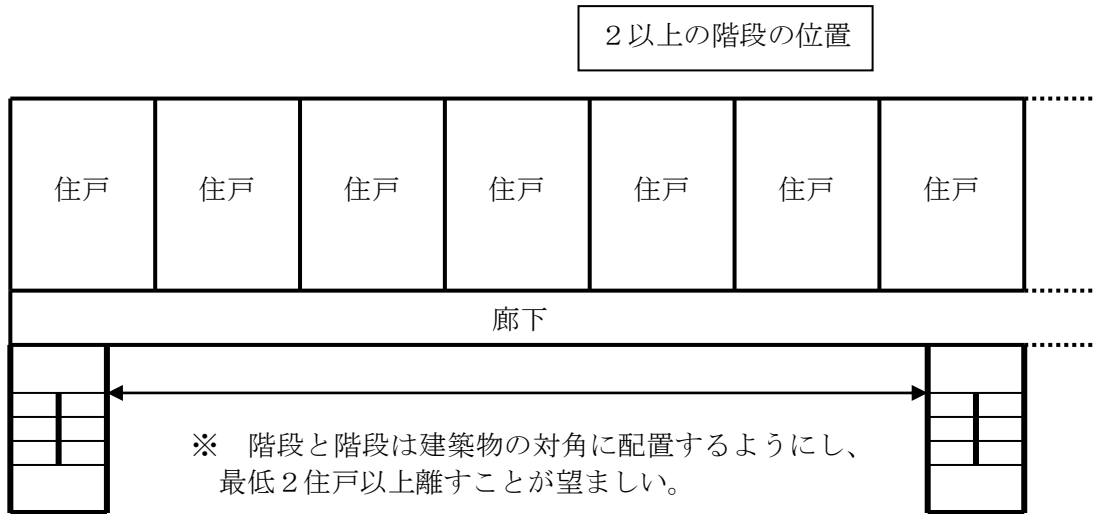 ２以上の階段の位置
住戸 住戸 住戸 住戸 住戸 住戸 住戸
廊下
※　階段と階段は建築物の対角に配置するようにし、
最低２住戸以上離すことが望ましい。